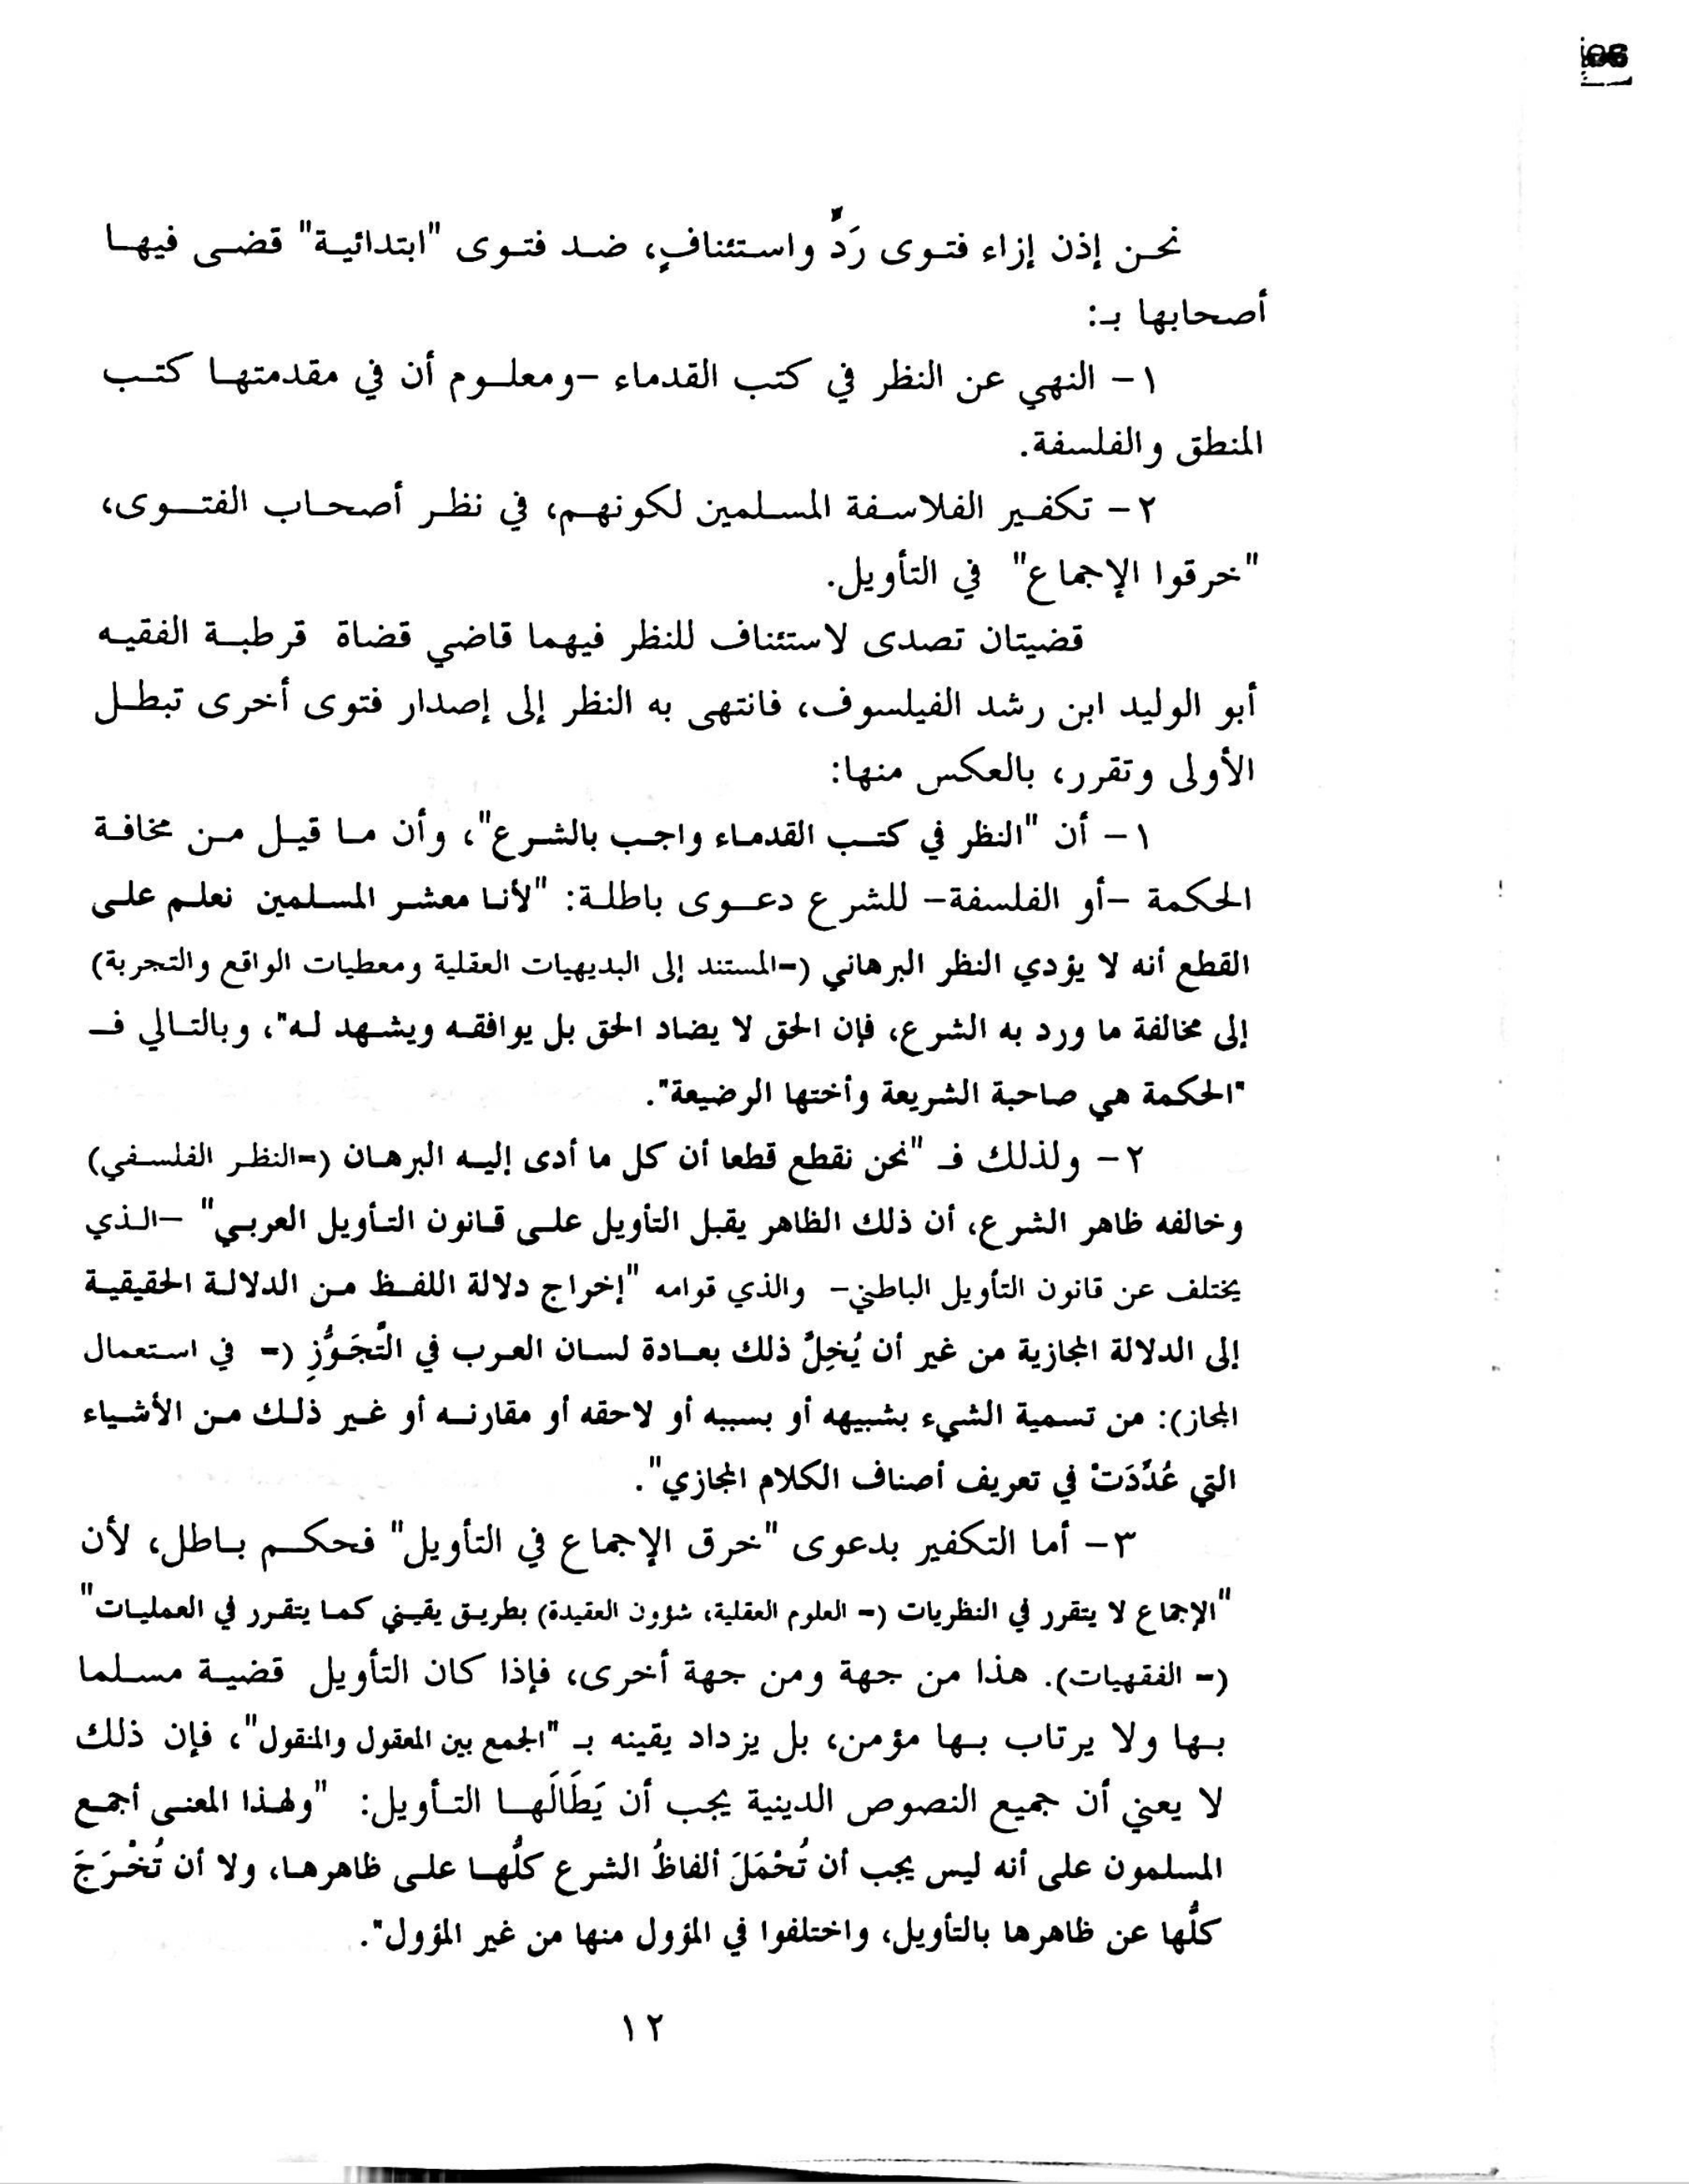 نحن إذن إزاء فتوى رَدٍّ واستئنافٍ، ضد فتوى "ابتدائية" قضى فيها
أصحابها بـ:
١- النهي عن النظر في كتب القدماء -ومعلوم أن في مقدمتها كتب
المنطق والفلسفة.
٢- تكفير الفلاسفة المسلمين لكونهم، في نظر أصحاب الفتوى،
"خرقوا الإجماع" في التأويل.
قضيتان تصدى لاستئناف للنظر فيهما قاضي قضاة قرطبة الفقيه
أبو الوليد ابن رشد الفيلسوف، فانتهى به النظر إلى إصدار فتوى أخرى تبطل
الأولى وتقرر، بالعكس منها:
١- أن "النظر في كتب القدماء واجب بالشرع"، وأن ما قيل من مخافة
الحكمة -أو الفلسفة- للشرع دعوى باطلة: "لأنا معشر المسلمين نعلم على
القطع أنه لا يؤدي النظر البرهاني (=المستند إلى البديهيات العقلية ومعطيات الواقع والتجربة)
إلى مخالفة ما ورد به الشرع، فإن الحق لا يضاد الحق بل يوافقه ويشهد له"، وبالتالي فـ
"الحكمة هي صاحبة الشريعة وأختها الرضيعة".
٢- ولذلك فـ "نحن نقطع قطعا أن كل ما أدى إليه البرهان (=النظر الفلسفي)
وخالفه ظاهر الشرع، أن ذلك الظاهر يقبل التأويل على قانون التأويل العربي" -الذي
يختلف عن قانون التأويل الباطني- والذي قوامه "إخراج دلالة اللفظ من الدلالة الحقيقية
إلى الدلالة المجازية من غير أن يُخِلَّ ذلك بعادة لسان العرب في التَّجَوُّزِ (= في استعمال
المجاز): من تسمية الشيء بشبيهه أو بسببه أو لاحقه أو مقارنه أو غير ذلك من الأشياء
التي عُدِّدَتْ في تعريف أصناف الكلام المجازي".
٣- أما التكفير بدعوى "خرق الإجماع في التأويل" فحكم باطل، لأن
"الإجماع لا يتقرر في النظريات (= العلوم العقلية، شؤون العقيدة) بطريق يقيني كما يتقرر في العمليات"
(= الفقهيات). هذا من جهة ومن جهة أخرى، فإذا كان التأويل قضية مسلما
بها ولا يرتاب بها مؤمن، بل يزداد يقينه بـ "الجمع بين المعقول والمنقول"، فإن ذلك
لا يعني أن جميع النصوص الدينية يجب أن يَطَالَها التأويل: "ولهذا المعنى أجمع
المسلمون على أنه ليس يجب أن تُحْمَلَ ألفاظُ الشرع كلُّها على ظاهرها، ولا أن تُخْرَجَ
كلُّها عن ظاهرها بالتأويل، واختلفوا في المؤول منها من غير المؤول".
١٢